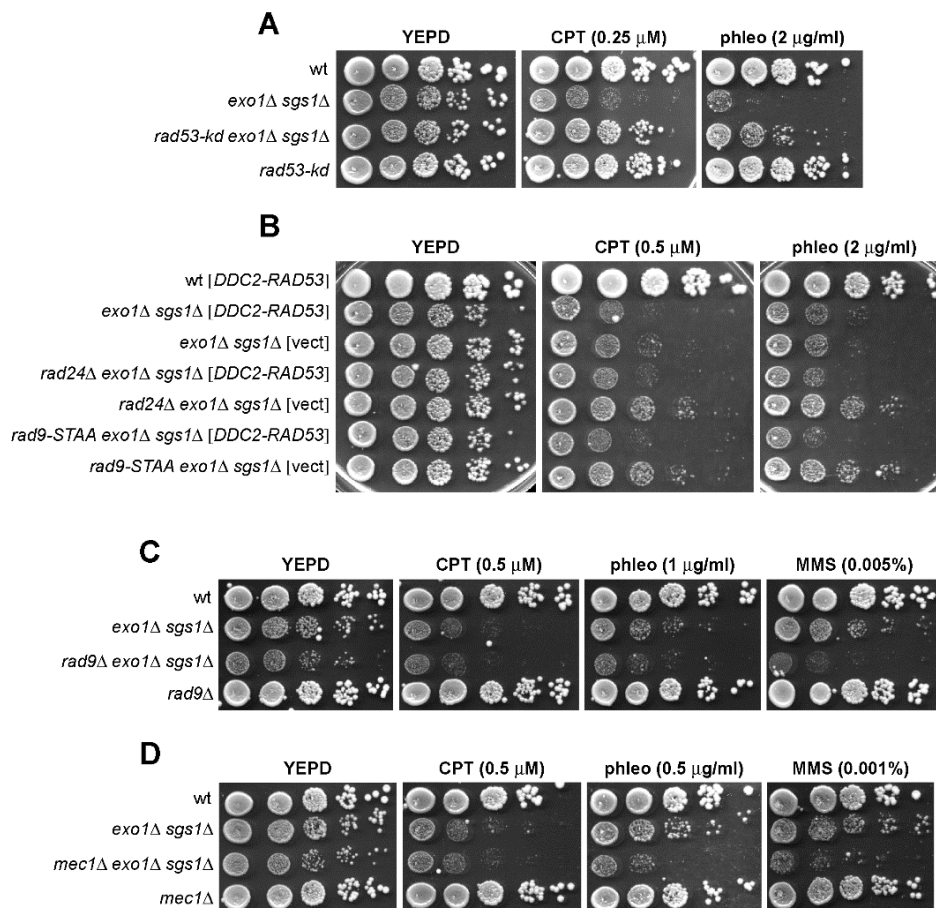 A
YEPD CPT (0.25 µM) phleo (2 µg/ml)
wt
exo1Δ sgs1Δ
rad53-kd exo1Δ sgs1Δ
rad53-kd
B
YEPD CPT (0.5 µM) phleo (2 µg/ml)
wt [DDC2-RAD53]
exo1Δ sgs1Δ [DDC2-RAD53]
exo1Δ sgs1Δ [vect]
rad24Δ exo1Δ sgs1Δ [DDC2-RAD53]
rad24Δ exo1Δ sgs1Δ [vect]
rad9-STAA exo1Δ sgs1Δ [DDC2-RAD53]
rad9-STAA exo1Δ sgs1Δ [vect]
C
YEPD CPT (0.5 µM) phleo (1 µg/ml) MMS (0.005%)
wt
exo1Δ sgs1Δ
rad9Δ exo1Δ sgs1Δ
rad9Δ
D
YEPD CPT (0.5 µM) phleo (0.5 µg/ml) MMS (0.001%)
wt
exo1Δ sgs1Δ
mec1Δ exo1Δ sgs1Δ
mec1Δ